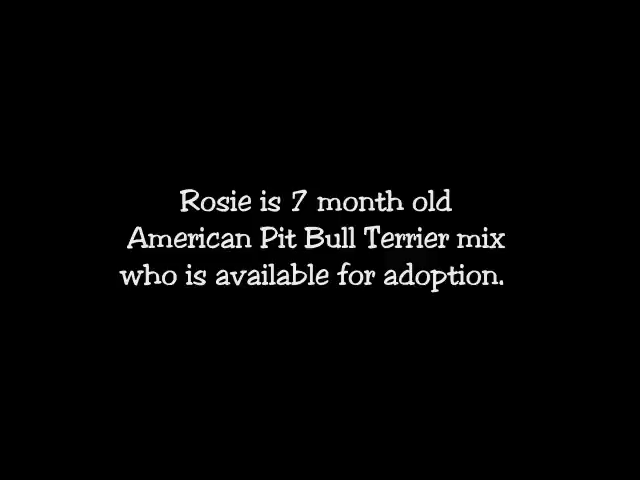 Rosie is 7 month old
American Pit Bull Terrier mix
who is available for adoption.